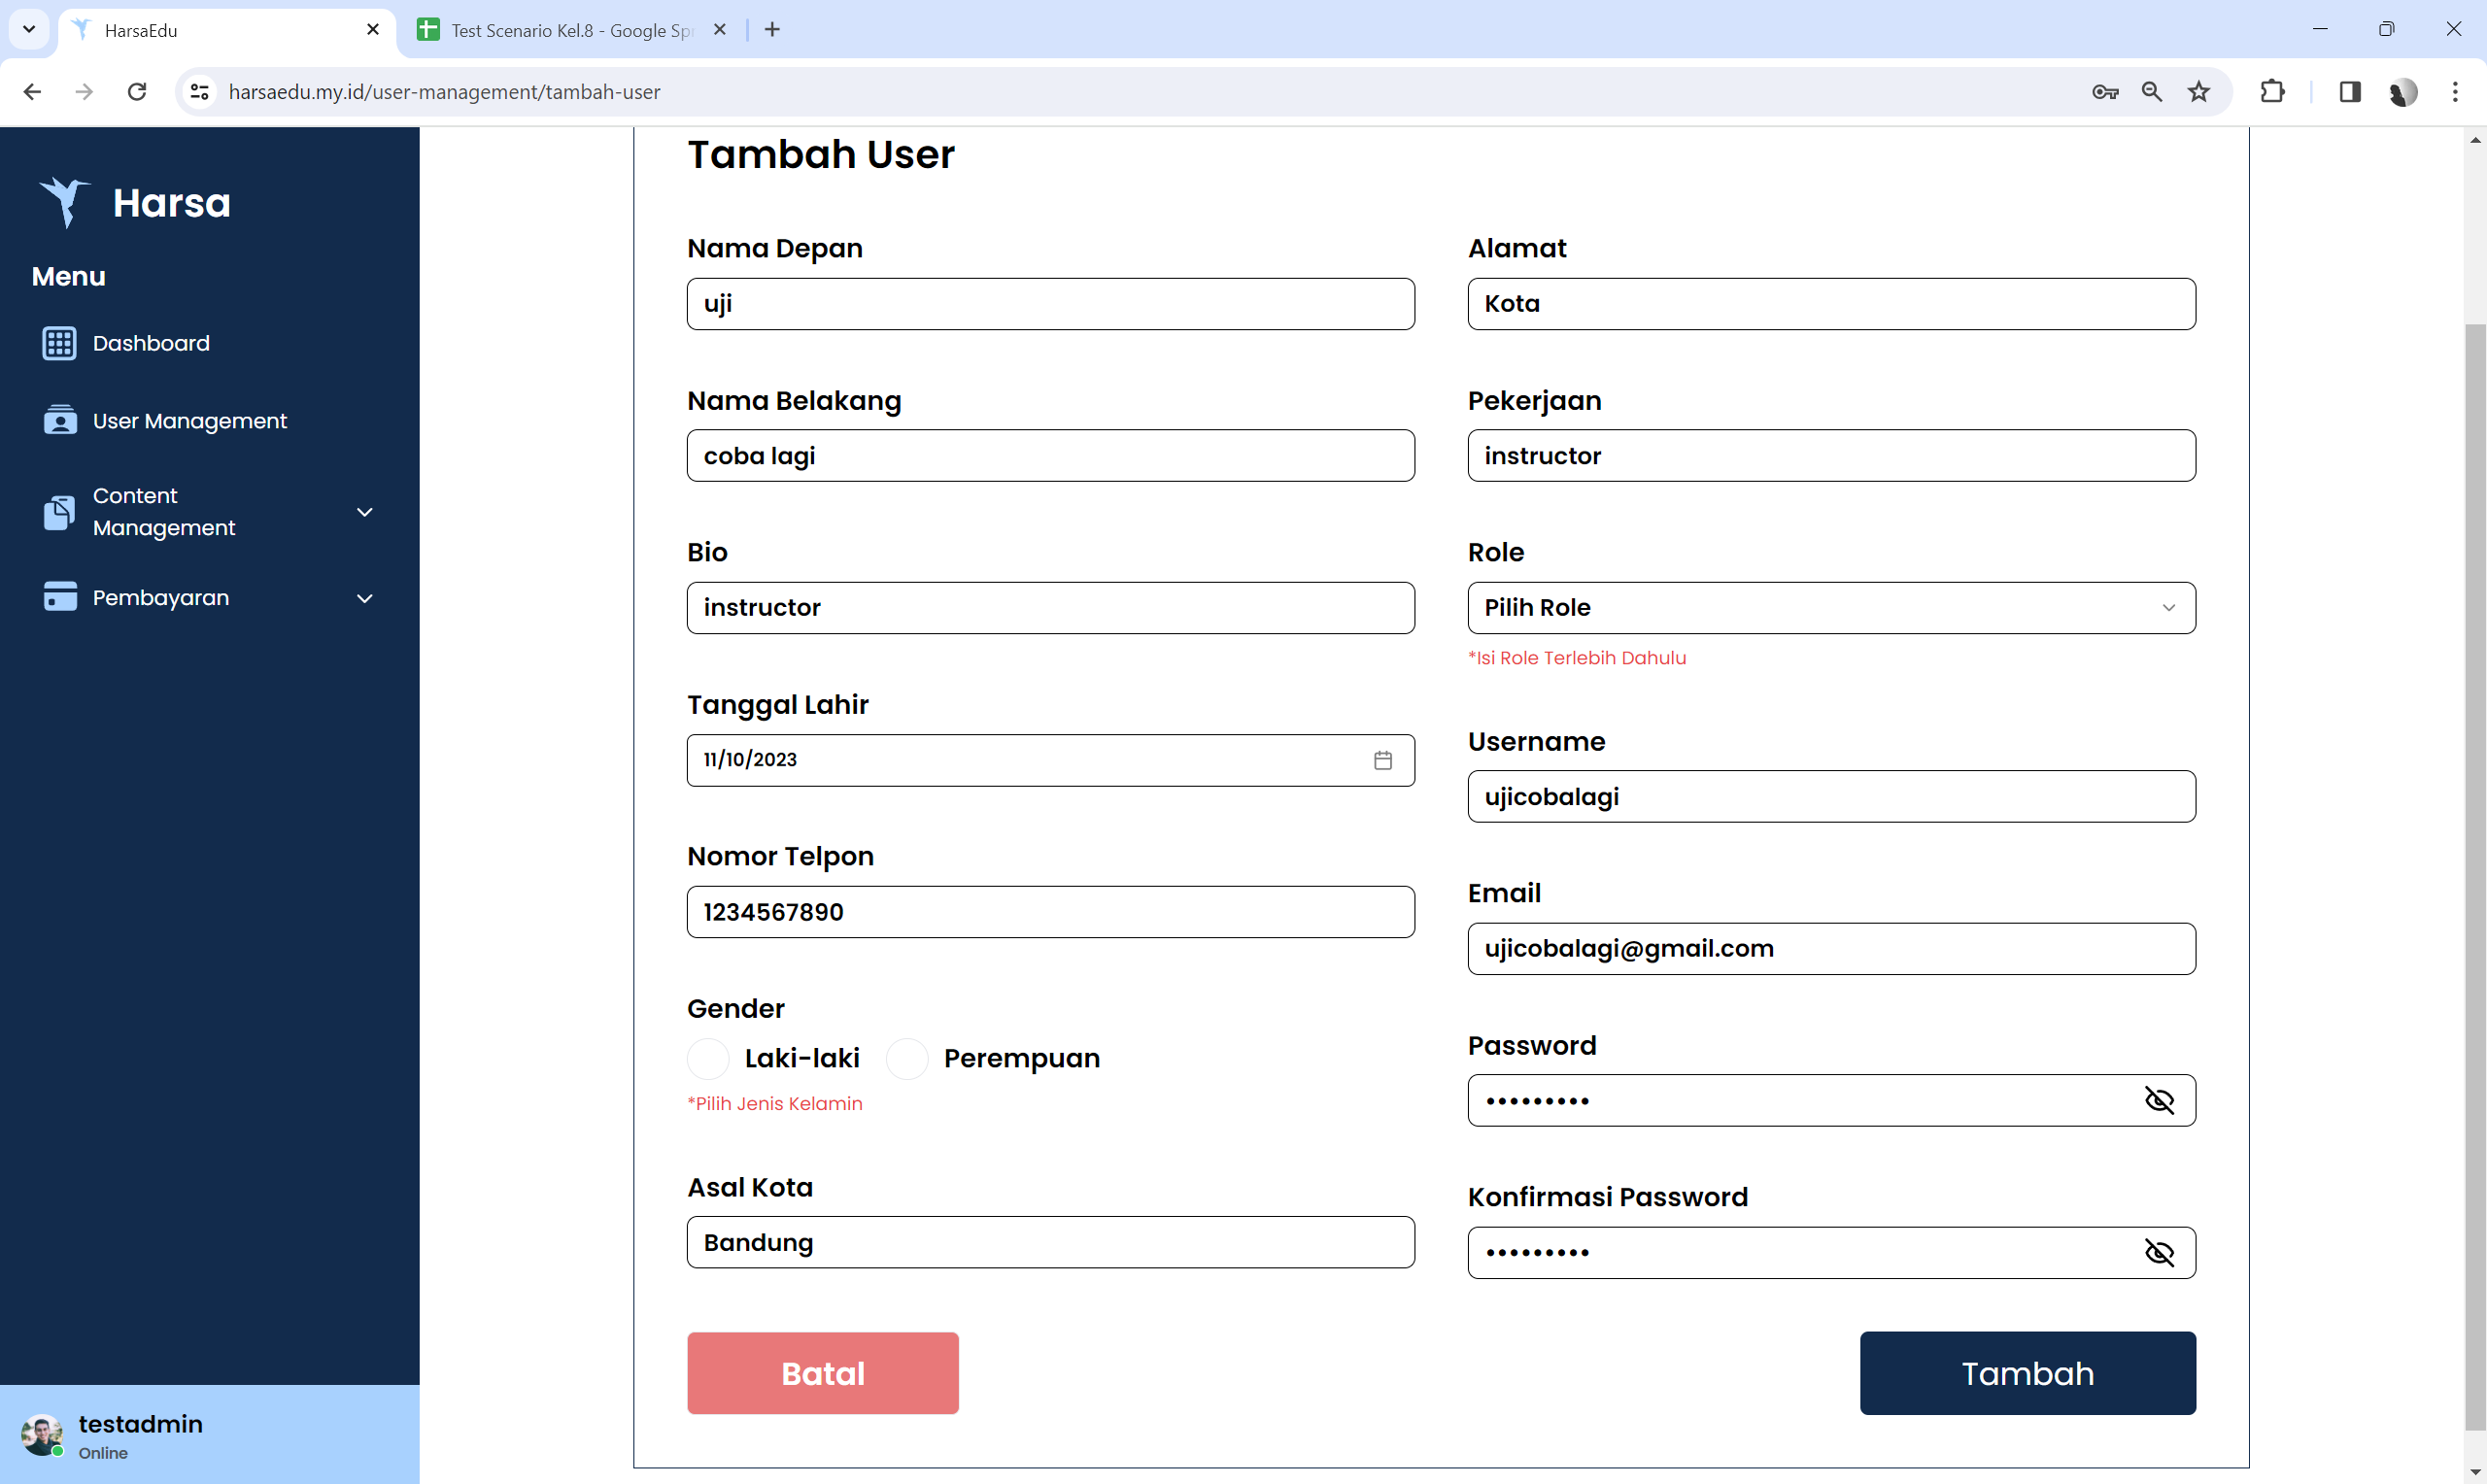 HarsaEdu
Test Scenario Kel.8 - Google Spr
harsaedu.my.id/user-management/tambah-user
Harsa
Menu
Dashboard
User Management
Content
Management
Pembayaran
testadmin
Online
Tambah User
Nama Depan
uji
Nama Belakang
coba lagi
Bio
instructor
Tanggal Lahir
11/10/2023
Nomor Telpon
1234567890
Gender
Laki-laki
Perempuan
*Pilih Jenis Kelamin
Asal Kota
Bandung
Batal
Alamat
Kota
Pekerjaan
instructor
Role
Pilih Role
*Isi Role Terlebih Dahulu
Username
ujicobalagi
Email
ujicobalagi@gmail.com
Password
•••••••••
Konfirmasi Password
•••••••••
Tambah